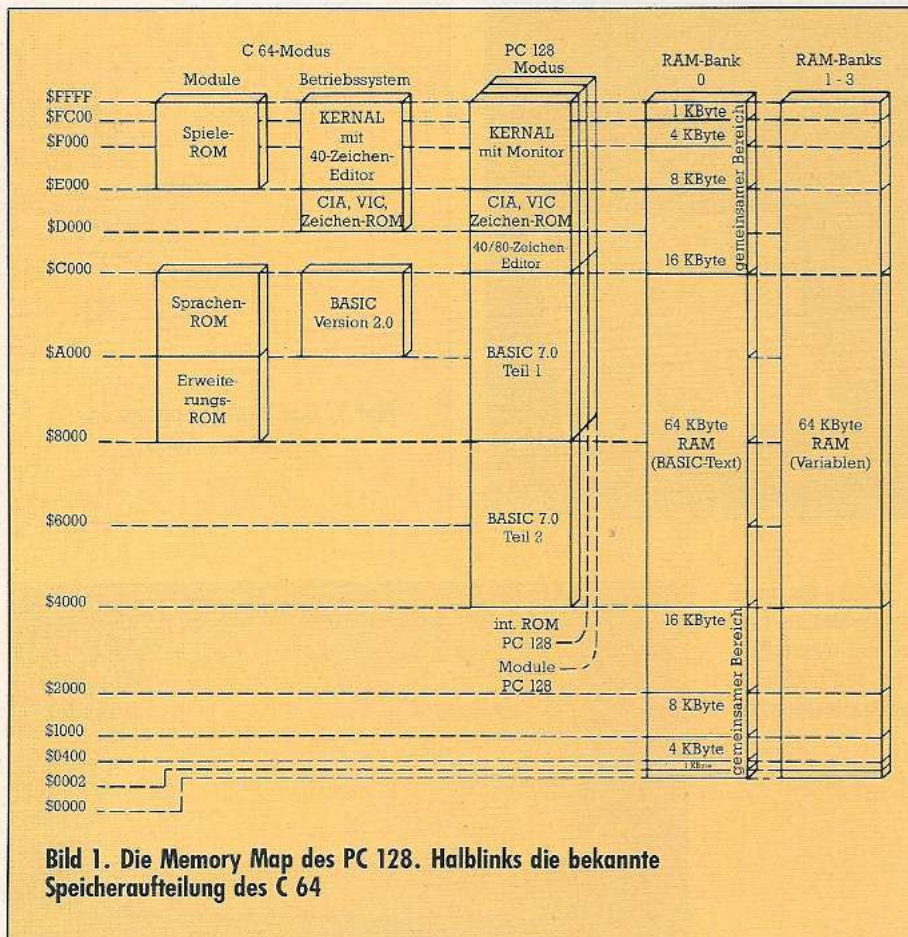 C 64-Modus
PC 128
Modus
RAM-Bank
0
RAM-Banks
1 - 3
Module
Betriebssystem
$FFFF
$FC00
$F000
$E000
$D000
$C000
$A000
$8000
$6000
$4000
$2000
$1000
$0400
$0002
$0000
Spiele-
ROM
Sprachen-
ROM
Erweite-
rungs-
ROM
KERNAL
mit
40-Zeichen-
Editor
CIA, VIC,
Zeichen-ROM
BASIC
Version 2.0
KERNAL
mit Monitor
CIA, VIC
Zeichen-ROM
40/80-Zeichen-
Editor
BASIC 7.0
Teil 1
BASIC 7.0
Teil 2
int. ROM
PC 128
Module
PC 128
1 KByte
4 KByte
8 KByte
16 KByte
gemeinsamer Bereich
64 KByte
RAM
(BASIC-Text)
16 KByte
8 KByte
4 KByte
1 KByte
gemeinsamer Bereich
64 KByte
RAM
(Variablen)
Bild 1. Die Memory Map des PC 128. Halblinks die bekannte
Speicheraufteilung des C 64